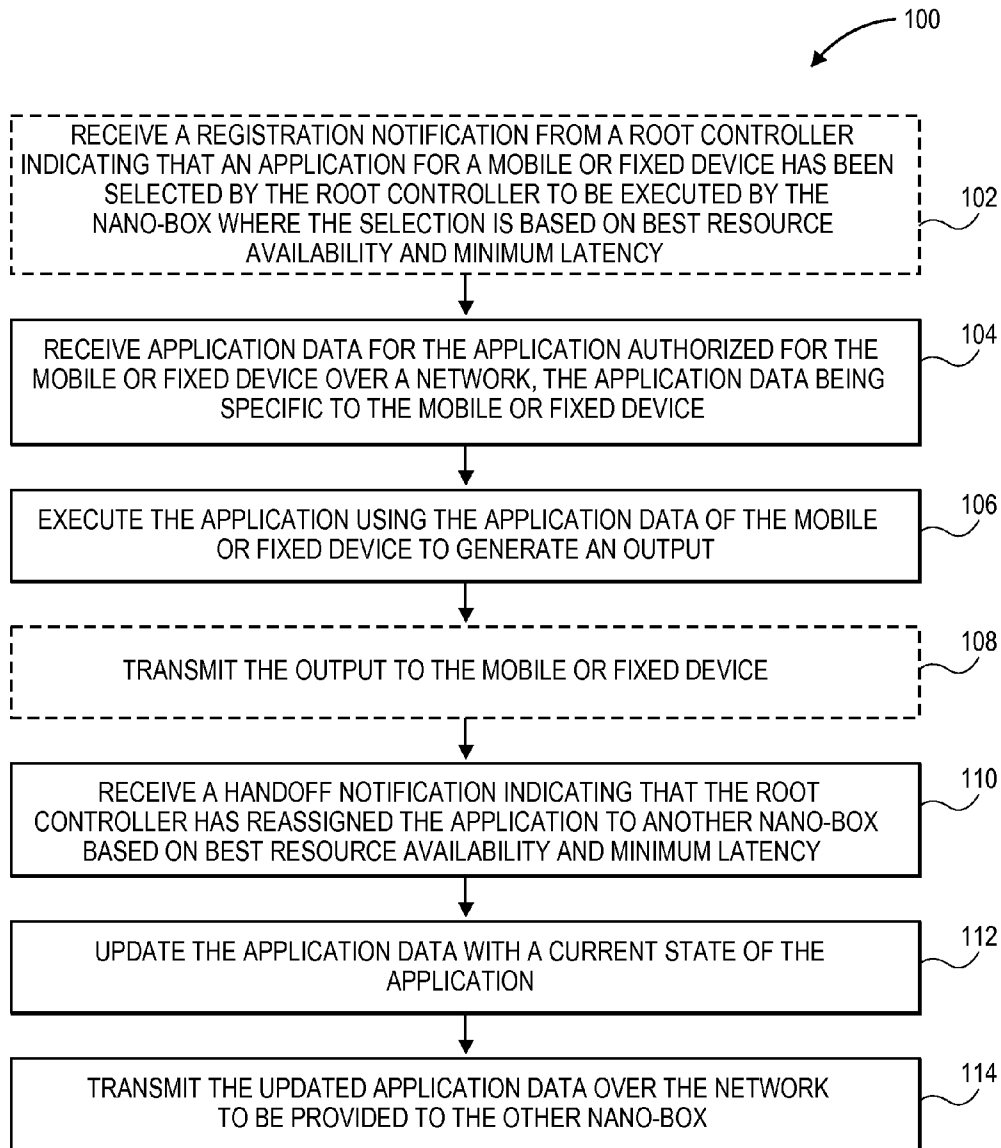 100
RECEIVE A REGISTRATION NOTIFICATION FROM A ROOT CONTROLLER
INDICATING THAT AN APPLICATION FOR A MOBILE OR FIXED DEVICE HAS BEEN
SELECTED BY THE ROOT CONTROLLER TO BE EXECUTED BY THE
NANO-BOX WHERE THE SELECTION IS BASED ON BEST RESOURCE
AVAILABILITY AND MINIMUM LATENCY
102
RECEIVE APPLICATION DATA FOR THE APPLICATION AUTHORIZED FOR THE
MOBILE OR FIXED DEVICE OVER A NETWORK, THE APPLICATION DATA BEING
SPECIFIC TO THE MOBILE OR FIXED DEVICE
104
EXECUTE THE APPLICATION USING THE APPLICATION DATA OF THE MOBILE
OR FIXED DEVICE TO GENERATE AN OUTPUT
106
TRANSMIT THE OUTPUT TO THE MOBILE OR FIXED DEVICE
108
RECEIVE A HANDOFF NOTIFICATION INDICATING THAT THE ROOT
CONTROLLER HAS REASSIGNED THE APPLICATION TO ANOTHER NANO-BOX
BASED ON BEST RESOURCE AVAILABILITY AND MINIMUM LATENCY
110
UPDATE THE APPLICATION DATA WITH A CURRENT STATE OF THE
APPLICATION
112
TRANSMIT THE UPDATED APPLICATION DATA OVER THE NETWORK
TO BE PROVIDED TO THE OTHER NANO-BOX
114